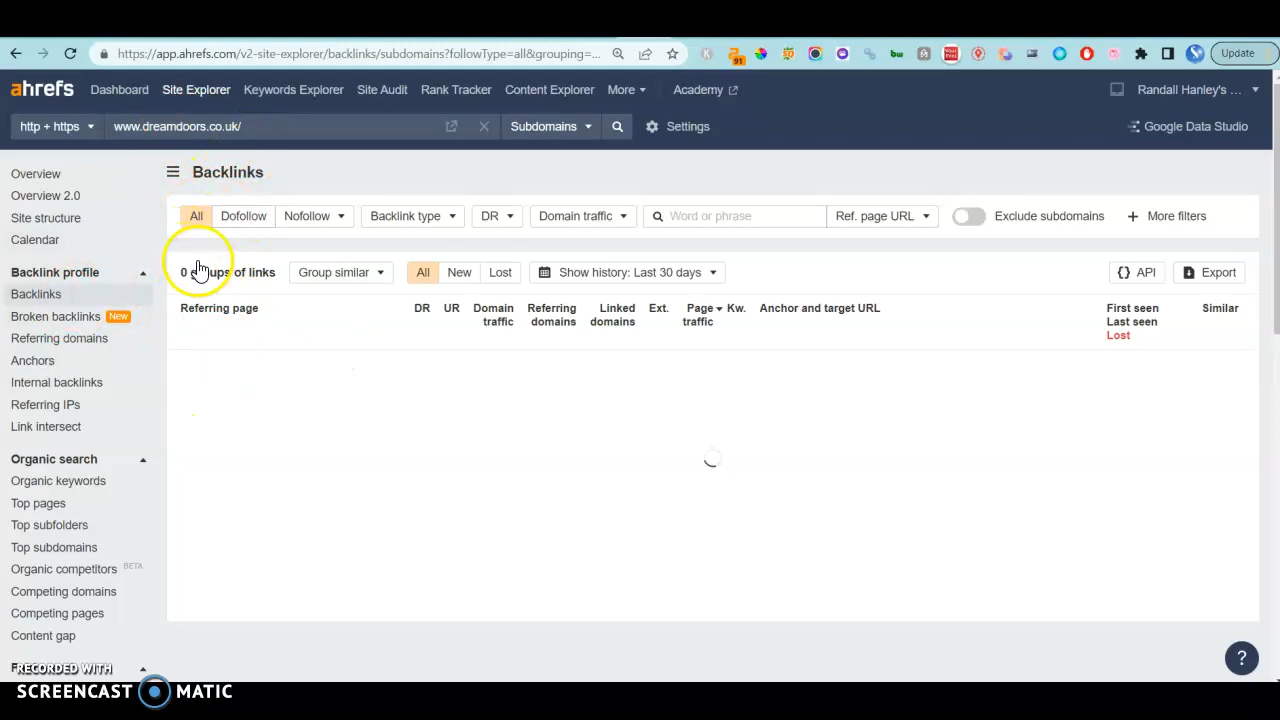 https://app.ahrefs.com/v2-site-explorer/backlinks/subdomains?followType=all&grouping=...
91
Update
ahrefs
Dashboard
Site Explorer
Keywords Explorer
Site Audit
Rank Tracker
Content Explorer
More
Academy
Randall Hanley's ...
http + https
www.dreamdoors.co.uk/
Subdomains
Settings
Google Data Studio
Overview
Overview 2.0
Site structure
Calendar
Backlink profile
Backlinks
Broken backlinks New
Referring domains
Anchors
Internal backlinks
Referring IPs
Link intersect
Organic search
Organic keywords
Top pages
Top subfolders
Top subdomains
Organic competitors BETA
Competing domains
Competing pages
Content gap
Backlinks
All
Dofollow
Nofollow
Backlink type
DR
Domain traffic
Word or phrase
Ref. page URL
Exclude subdomains
+ More filters
0 groups of links
Group similar
All
New
Lost
Show history: Last 30 days
{} API
Export
Referring page
DR
UR
Domain traffic
Referring domains
Linked domains
Ext.
Page traffic
Kw.
Anchor and target URL
First seen
Last seen
Lost
Similar
?
RECORDED WITH
SCREENCAST MATIC